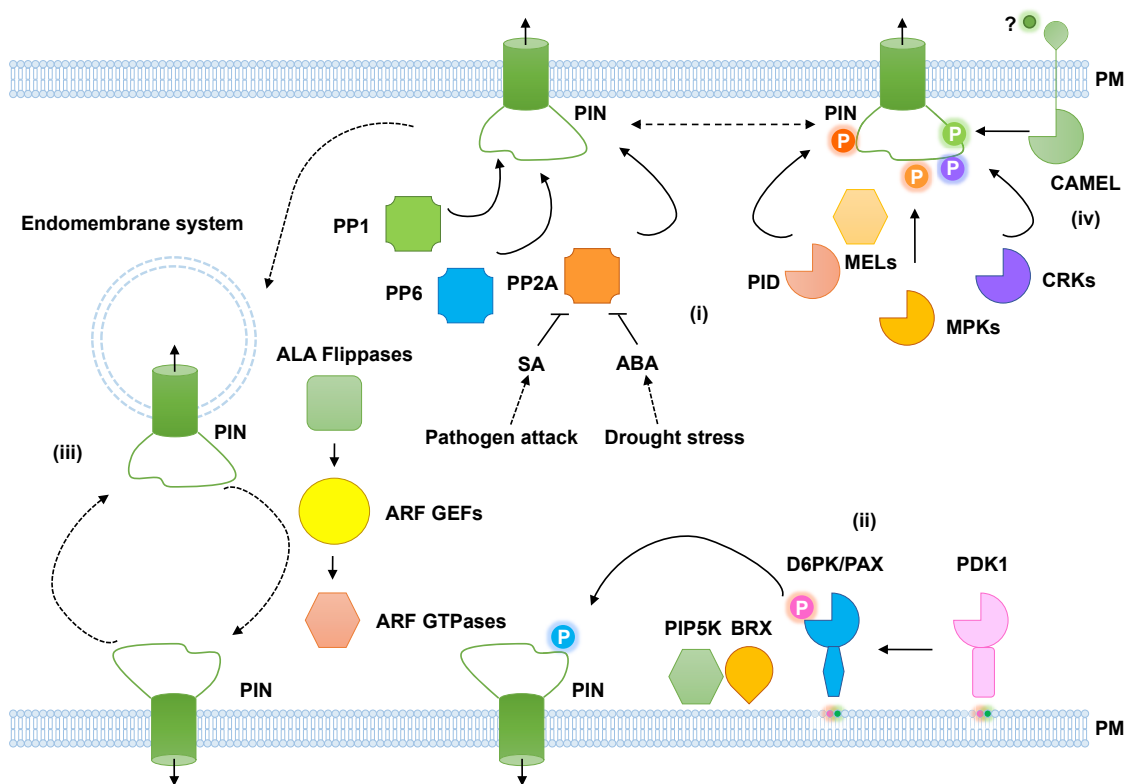 ?
PM
PIN
PIN
P
P
P
P
CAMEL
(iv)
Endomembrane system
PP1
PP6
PP2A
(i)
PID
MELs
CRKs
MPKs
ALA Flippases
SA
ABA
Pathogen attack
Drought stress
PIN
(iii)
ARF GEFs
ARF GTPases
(ii)
D6PK/PAX
PDK1
P
PIP5K
BRX
P
PIN
PIN
PM